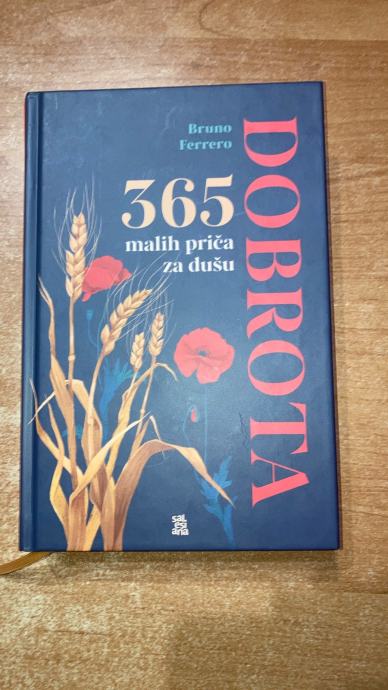 Bruno
Ferrero
DOBROTA
365
malih priča
za dušu
sal
esi
ana